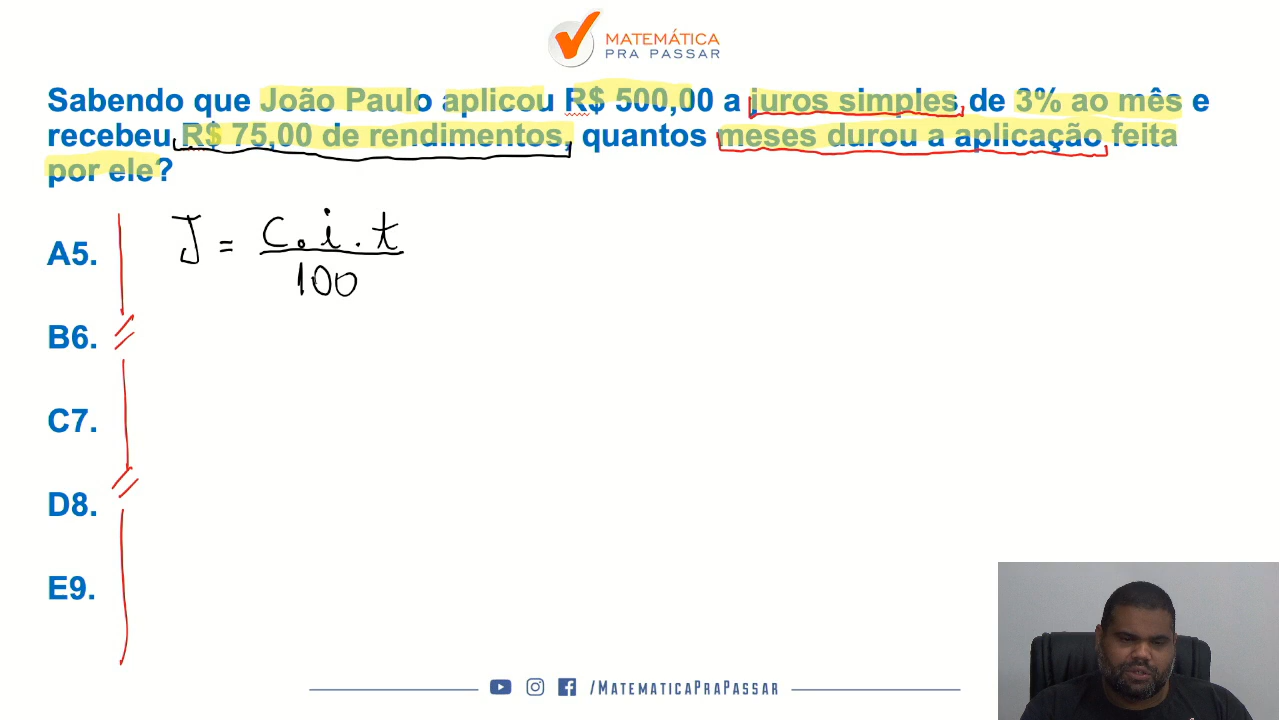 MATEMÁTICA
PRA PASSAR
Sabendo que João Paulo aplicou R$ 500,00 a juros simples de 3% ao mês e
recebeu R$ 75,00 de rendimentos, quantos meses durou a aplicação feita
por ele?
J = C.i.t
100
A5.
B6.
C7.
D8.
E9.
/MATEMATICAPRAPASSAR